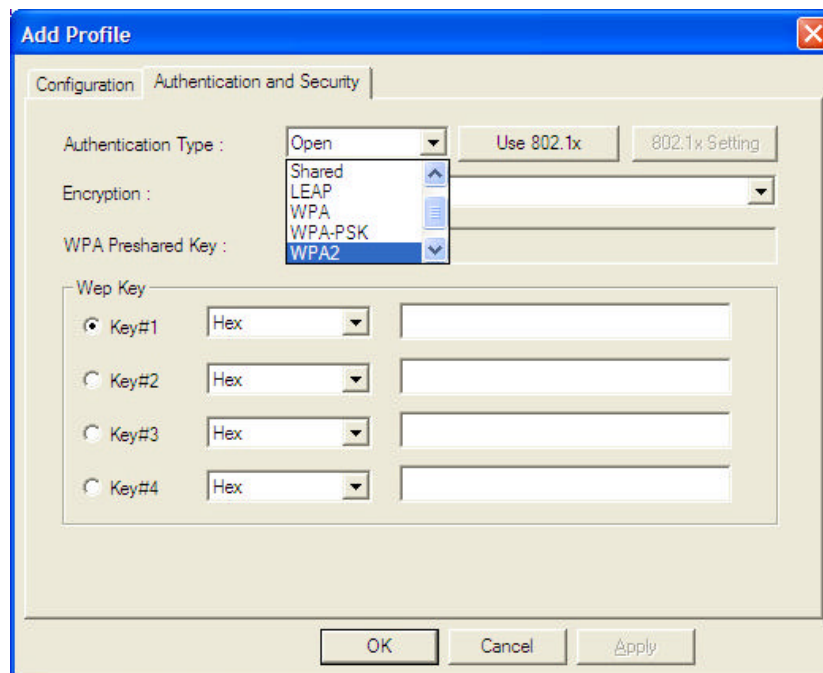 Add Profile
Configuration
Authentication and Security
Authentication Type :
Open
Use 802.1x
802.1x Setting
Shared
LEAP
WPA
WPA-PSK
WPA2
Encryption :
WPA Preshared Key :
Wep Key
Key#1
Hex
Key#2
Hex
Key#3
Hex
Key#4
Hex
OK
Cancel
Apply